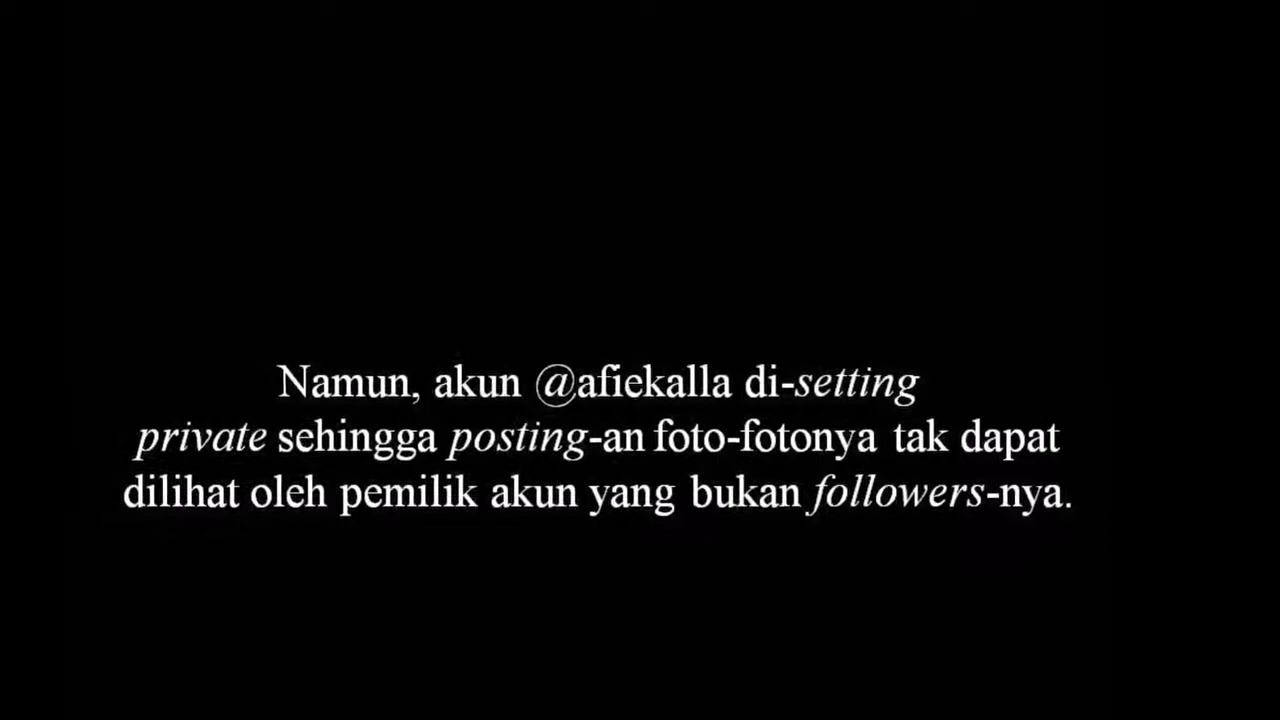 Namun, akun @afiekalla di-setting
private sehingga posting-an foto-fotonya tak dapat
dilihat oleh pemilik akun yang bukan followers-nya.